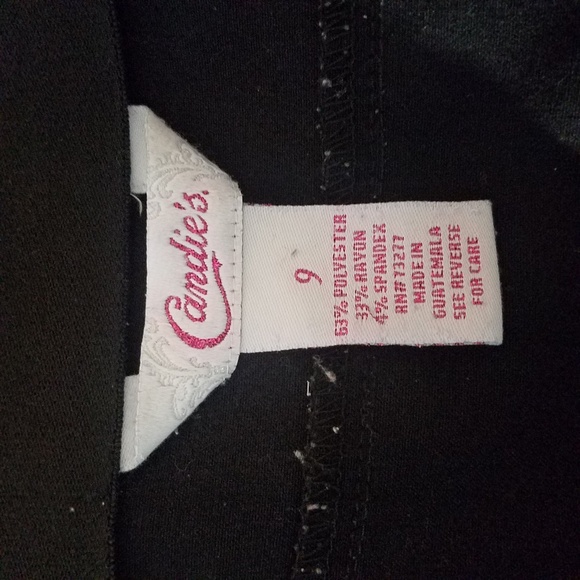 Candie's.
9
63% POLYESTER
33% RAYON
4% SPANDEX
RN#73277
MADE IN
GUATEMALA
SEE REVERSE
FOR CARE